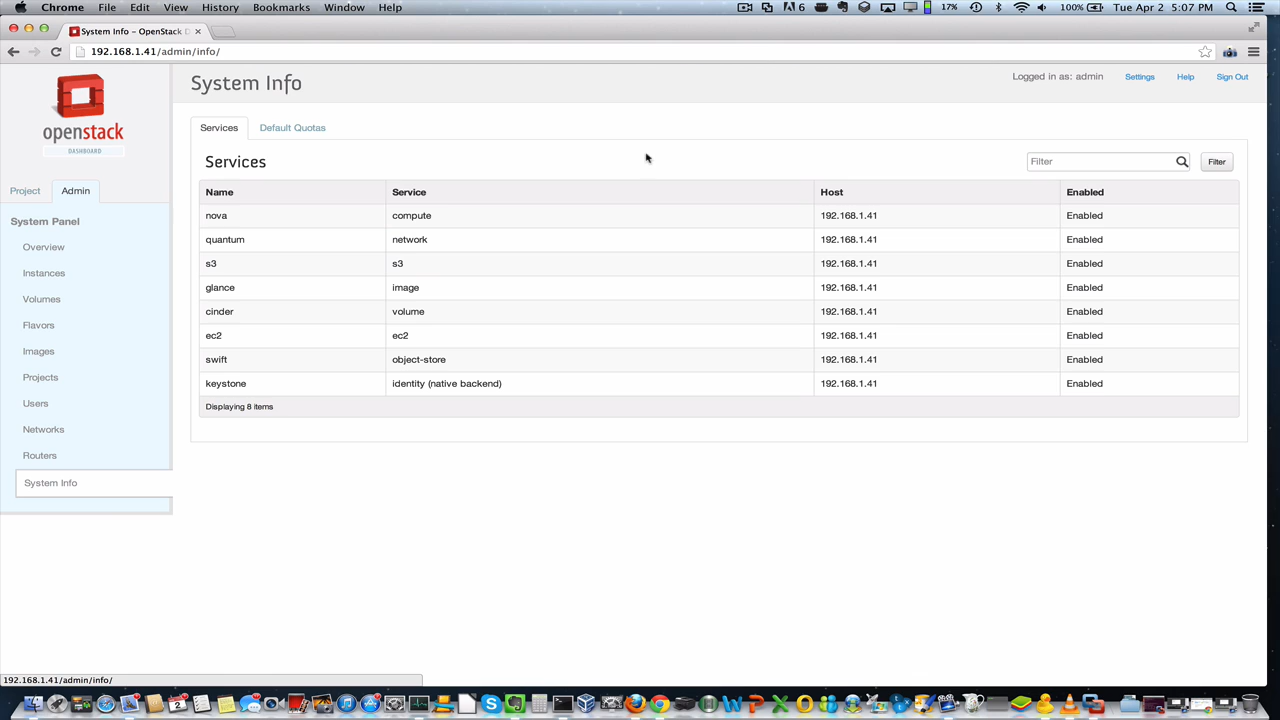 Chrome File Edit View History Bookmarks Window Help 6 17% 100% Tue Apr 2 5:07 PM
System Info - OpenStack D
192.168.1.41/admin/info/
openstack
DASHBOARD
System Info
Logged in as: admin Settings Help Sign Out
Project Admin
System Panel
Overview
Instances
Volumes
Flavors
Images
Projects
Users
Networks
Routers
System Info
Services Default Quotas
Services
Filter Filter
Name Service Host Enabled
nova compute 192.168.1.41 Enabled
quantum network 192.168.1.41 Enabled
s3 s3 192.168.1.41 Enabled
glance image 192.168.1.41 Enabled
cinder volume 192.168.1.41 Enabled
ec2 ec2 192.168.1.41 Enabled
swift object-store 192.168.1.41 Enabled
keystone identity (native backend) 192.168.1.41 Enabled
Displaying 8 items
192.168.1.41/admin/info/